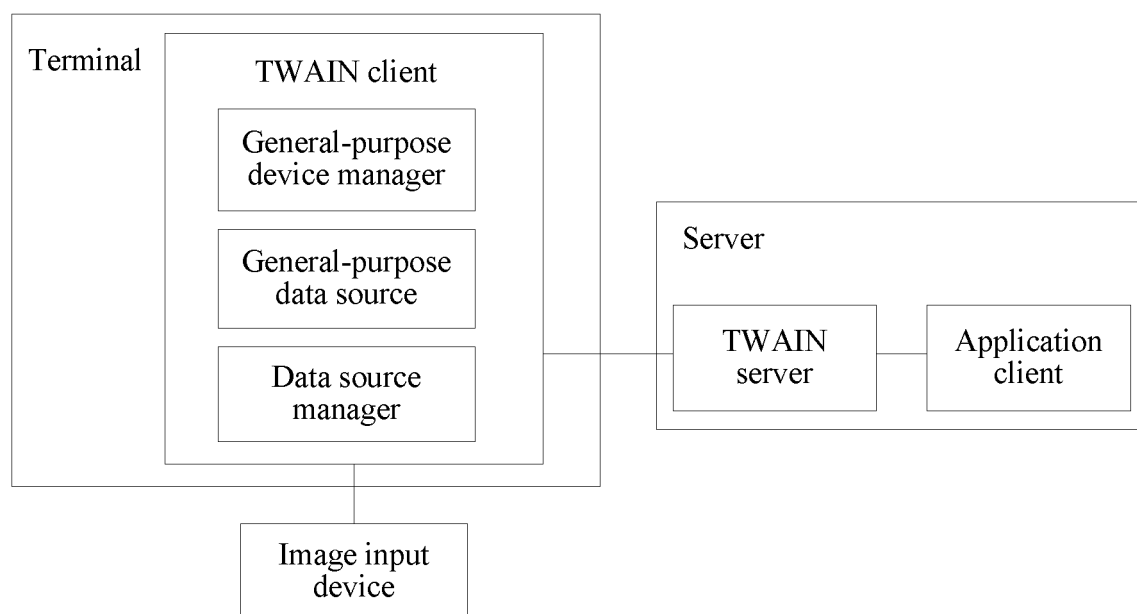 Terminal
TWAIN client
General-purpose
device manager
General-purpose
data source
Data source
manager
Server
TWAIN
server
Application
client
Image input
device